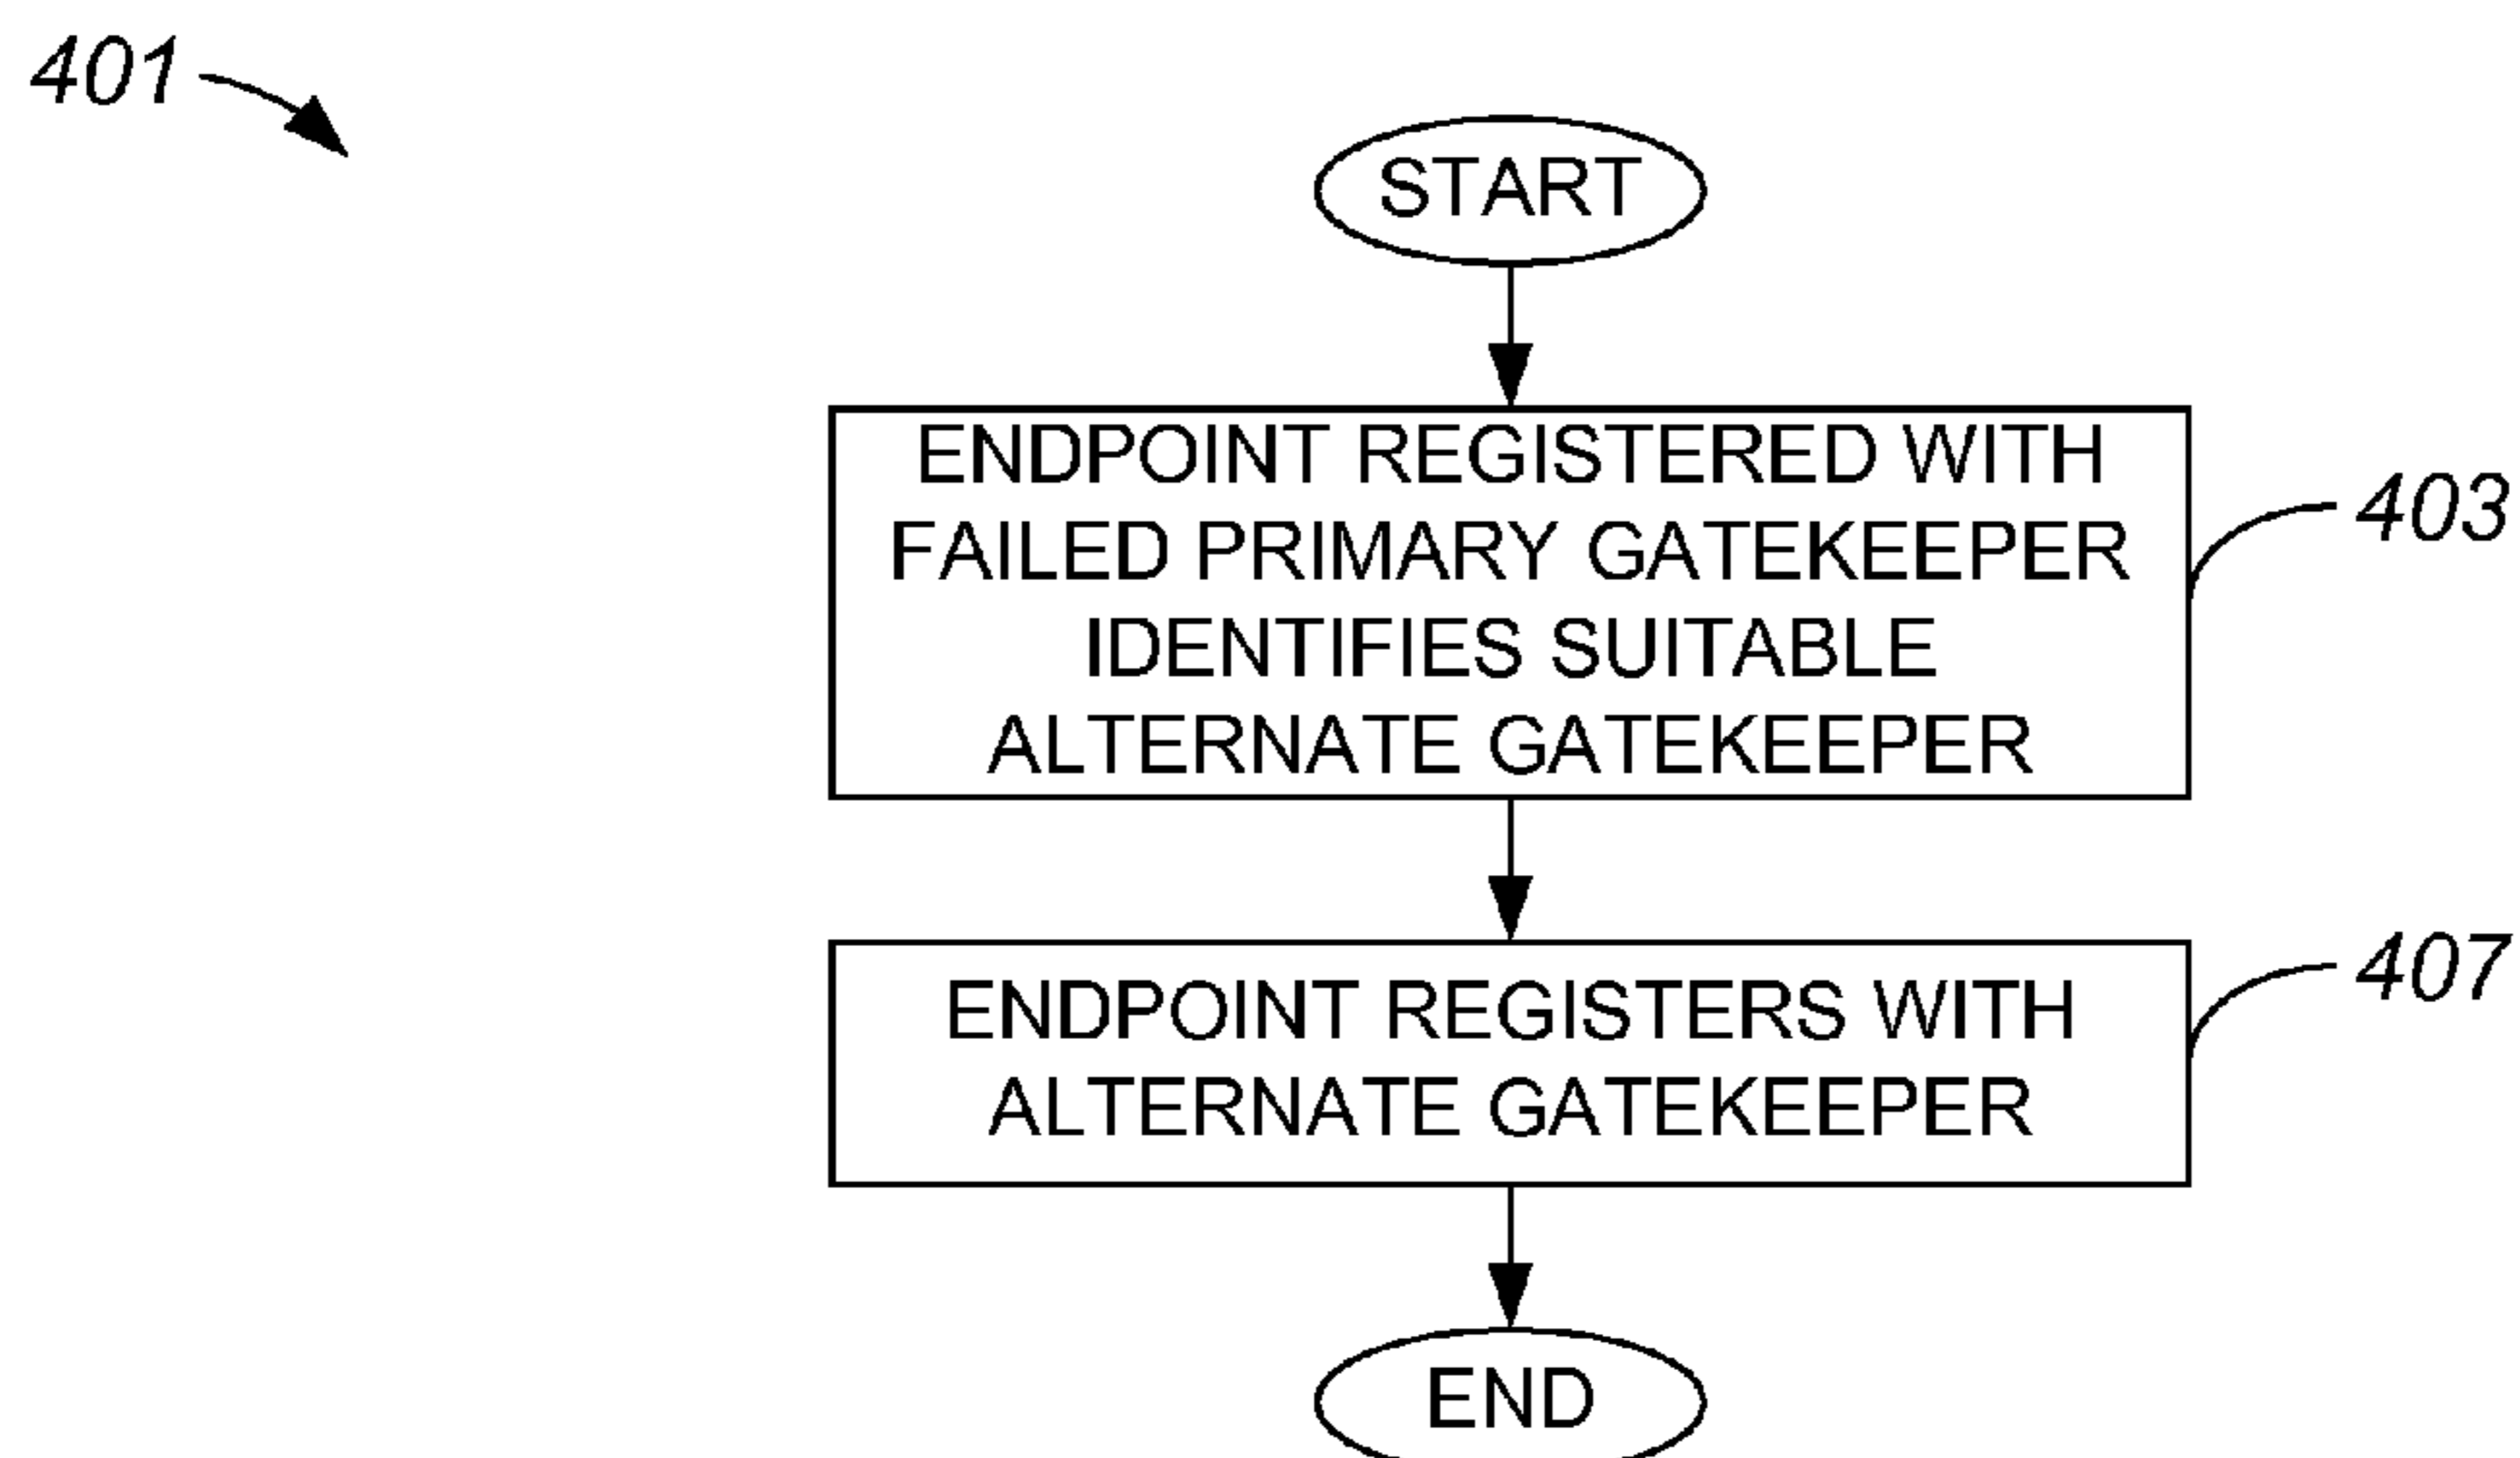 401
START
ENDPOINT REGISTERED WITH
FAILED PRIMARY GATEKEEPER
IDENTIFIES SUITABLE
ALTERNATE GATEKEEPER
403
ENDPOINT REGISTERS WITH
ALTERNATE GATEKEEPER
407
END